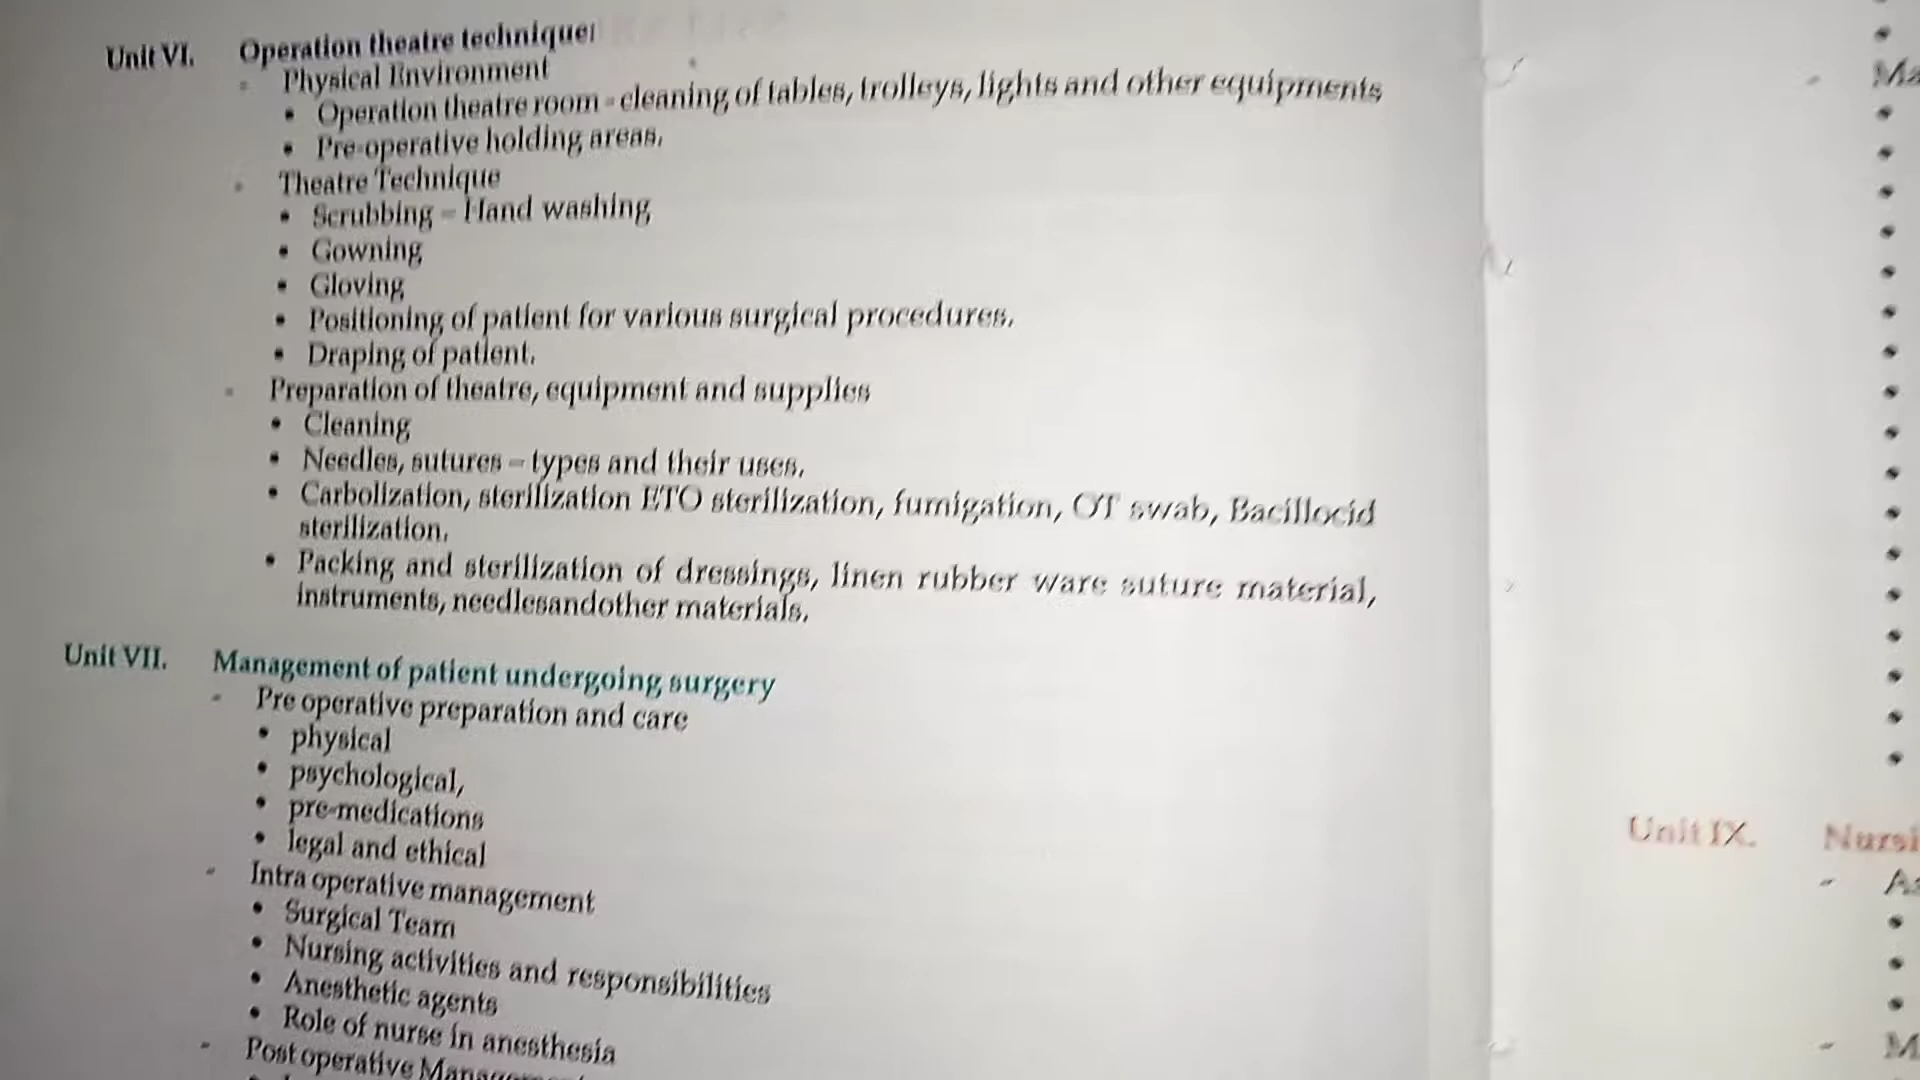 Unit VI. Operation theatre technique:
- Physical Environment
• Operation theatre room - cleaning of tables, trolleys, lights and other equipments
• Pre-operative holding areas.
- Theatre Technique
• Scrubbing – Hand washing
• Gowning
• Gloving
• Positioning of patient for various surgical procedures.
• Draping of patient.
- Preparation of theatre, equipment and supplies
• Cleaning
• Needles, sutures – types and their uses.
• Carbolization, sterilization ETO sterilization, fumigation, OT swab, Bacillocid
sterilization.
• Packing and sterilization of dressings, linen rubber ware suture material,
instruments, needlesandother materials.
Unit VII. Management of patient undergoing surgery
- Pre operative preparation and care
• physical
• psychological,
• pre-medications
• legal and ethical
- Intra operative management
• Surgical Team
• Nursing activities and responsibilities
• Anesthetic agents
• Role of nurse in anesthesia
- Post operative
Unit IX.